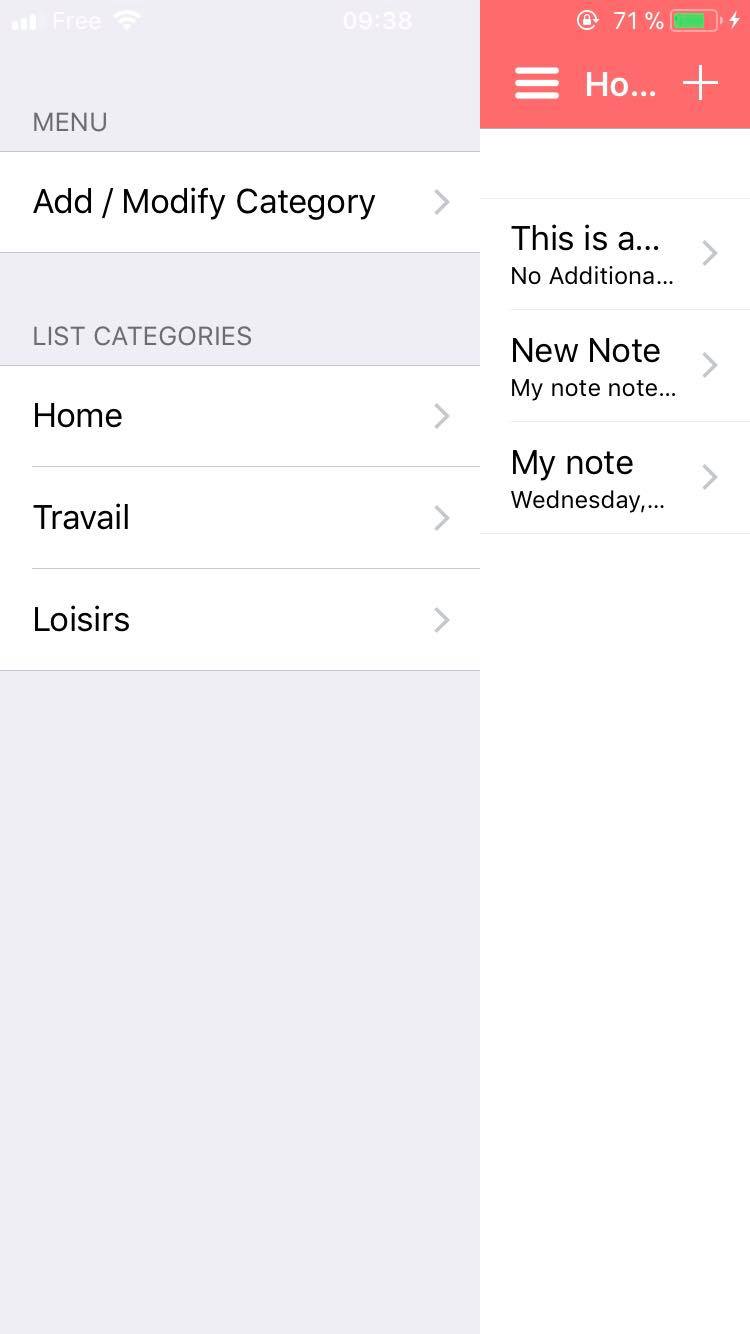 Free 09:38 71 %
MENU
Add / Modify Category
LIST CATEGORIES
Home
Travail
Loisirs
Ho...
This is a...
No Additiona...
New Note
My note note...
My note
Wednesday,...